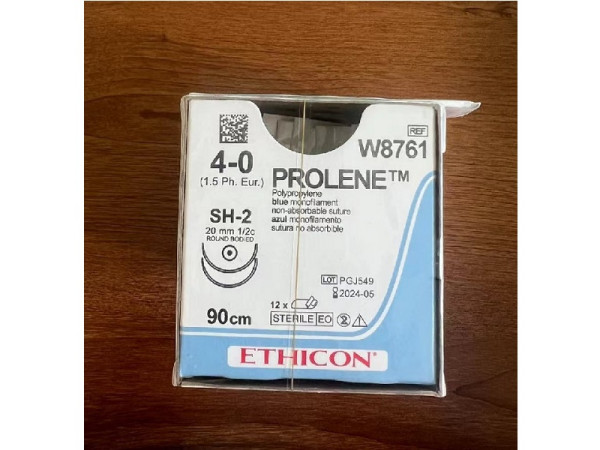 REF
W8761
4-0
(1.5 Ph. Eur.)
PROLENE™
Polypropylene
blue monofilament
non-absorbable suture
azul monofilamento
sutura no absorbible
SH-2
20 mm 1/2c
ROUND BODIED
LOT PGJ549
2024-05
12 x
STERILE EO
2
90cm
ETHICON®